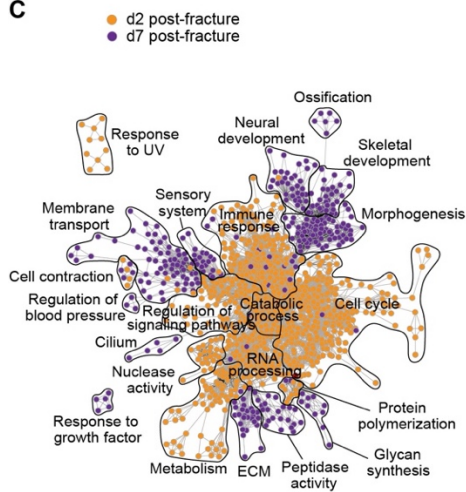 C
d2 post-fracture
d7 post-fracture
Ossification
Neural
development
Response
to UV
Skeletal
development
Sensory
system
Membrane
transport
Immune
response
Morphogenesis
Cell contraction
Regulation of
blood pressure
Regulation of
signaling pathways
Catabolic
process
Cell cycle
Cilium
Nuclease
activity
RNA
processing
Response to
growth factor
Protein
polymerization
Glycan
synthesis
Metabolism
ECM
Peptidase
activity